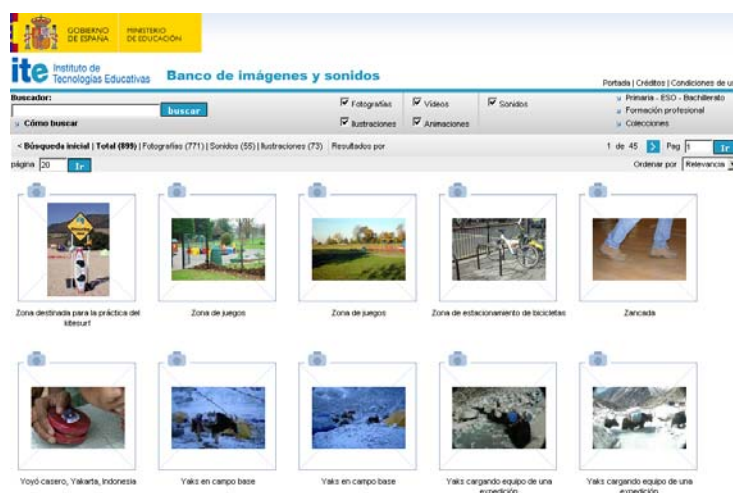 GOBIERNO DE ESPAÑA
MINISTERIO DE EDUCACIÓN
ite Instituto de Tecnologías Educativas
Banco de imágenes y sonidos
Portada | Créditos | Condiciones de u
Buscador:
buscar
Fotografías Vídeos Sonidos
Ilustraciones Animaciones
Primaria - ESO - Bachillerato
Formación profesional
Colecciones
Cómo buscar
< Búsqueda inicial | Total (899) | Fotografías (771) | Sonidos (55) | Ilustraciones (73) Resultados por
página 20 Ir
1 de 45 > Pag 1 Ir
Ordenar por Relevancia
Zona destinada para la práctica del kitesurf
Zona de juegos
Zona de juegos
Zona de estacionamiento de bicicletas
Zancada
Yoyó casero, Yakarta, Indonesia
Yaks en campo base
Yaks en campo base
Yaks cargando equipo de una expedición
Yaks cargando equipo de una expedición